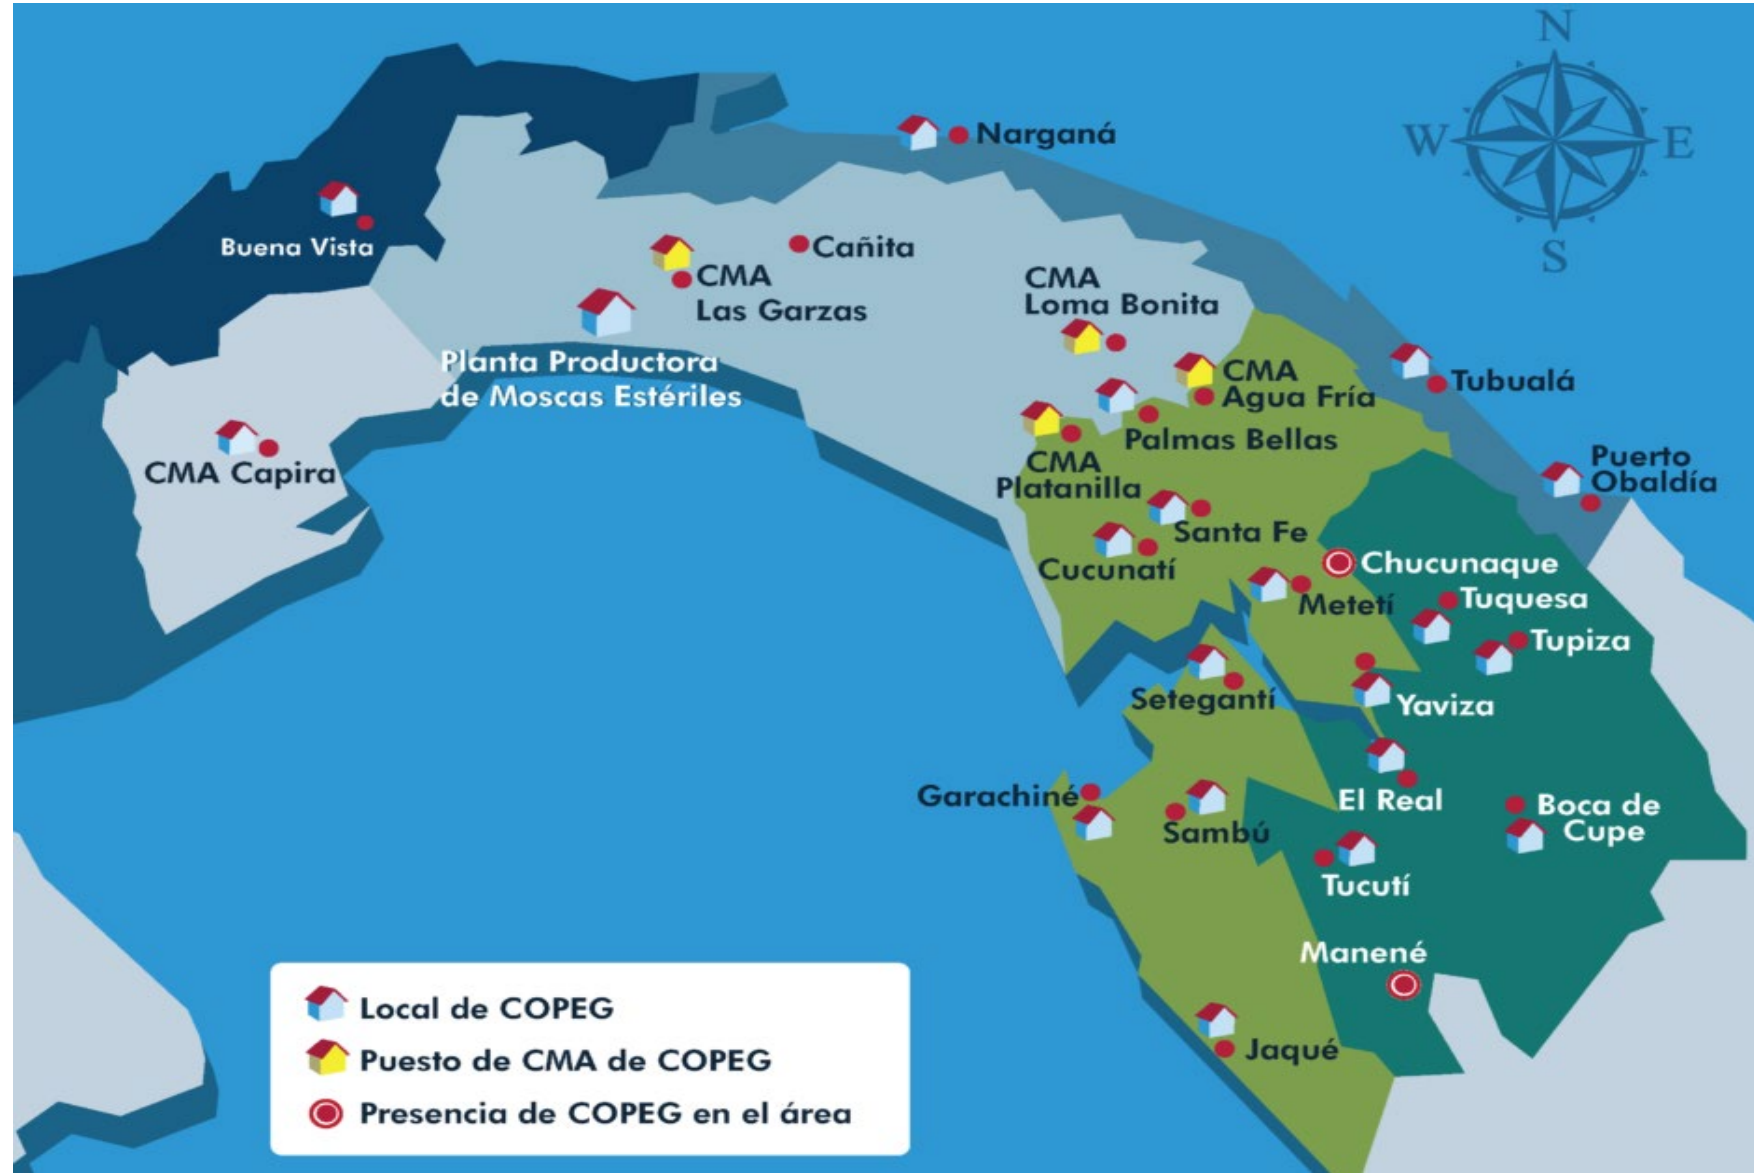 N
W
E
S
Narganá
Buena Vista
Cañita
CMA
Las Garzas
CMA
Loma Bonita
Planta Productora
de Moscas Estériles
CMA
Agua Fría
Tubualá
Palmas Bellas
CMA Capira
CMA
Platanilla
Puerto
Obaldía
Santa Fe
Cucunatí
Chucunaque
Metetí
Tuquesa
Tupiza
Setegantí
Yaviza
Garachiné
El Real
Boca de
Cupe
Sambú
Tucutí
Manené
Jaqué
Local de COPEG
Puesto de CMA de COPEG
Presencia de COPEG en el área